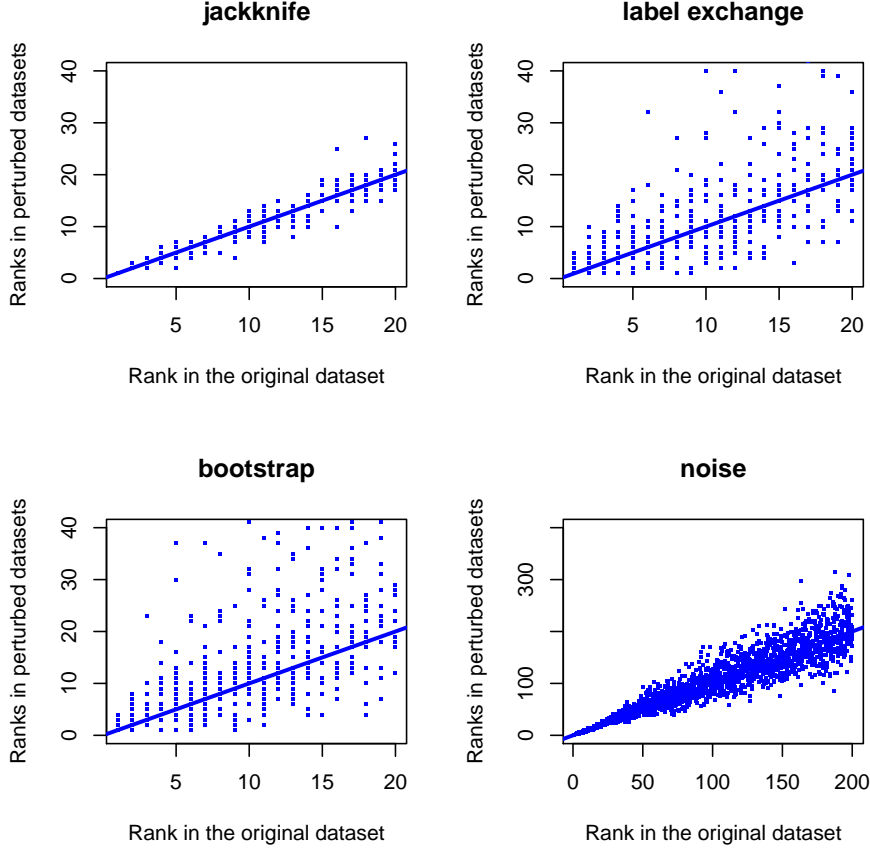 jackknife
Ranks in perturbed datasets
0 10 20 30 40
5 10 15 20
Rank in the original dataset
label exchange
Ranks in perturbed datasets
0 10 20 30 40
5 10 15 20
Rank in the original dataset
bootstrap
Ranks in perturbed datasets
0 10 20 30 40
5 10 15 20
Rank in the original dataset
noise
Ranks in perturbed datasets
100 300
0 50 100 150 200
Rank in the original dataset